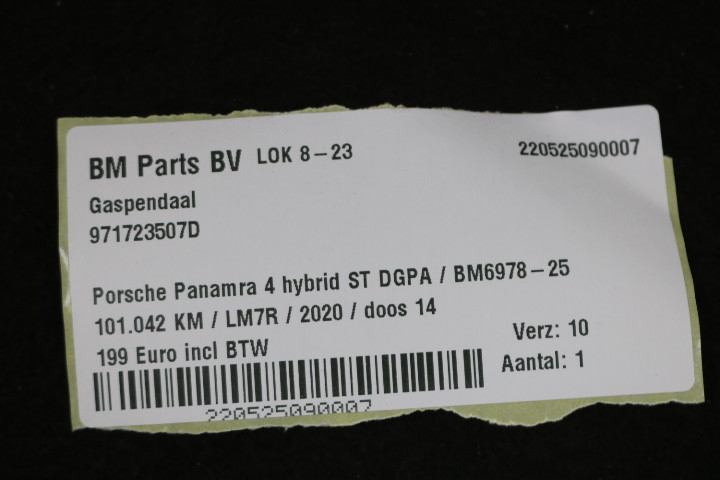 BM Parts BV LOK 8-23 220525090007
Gaspendaal
971723507D
Porsche Panamra 4 hybrid ST DGPA / BM6978-25
101.042 KM / LM7R / 2020 / doos 14
199 Euro incl BTW Verz: 10
Aantal: 1
220525090007